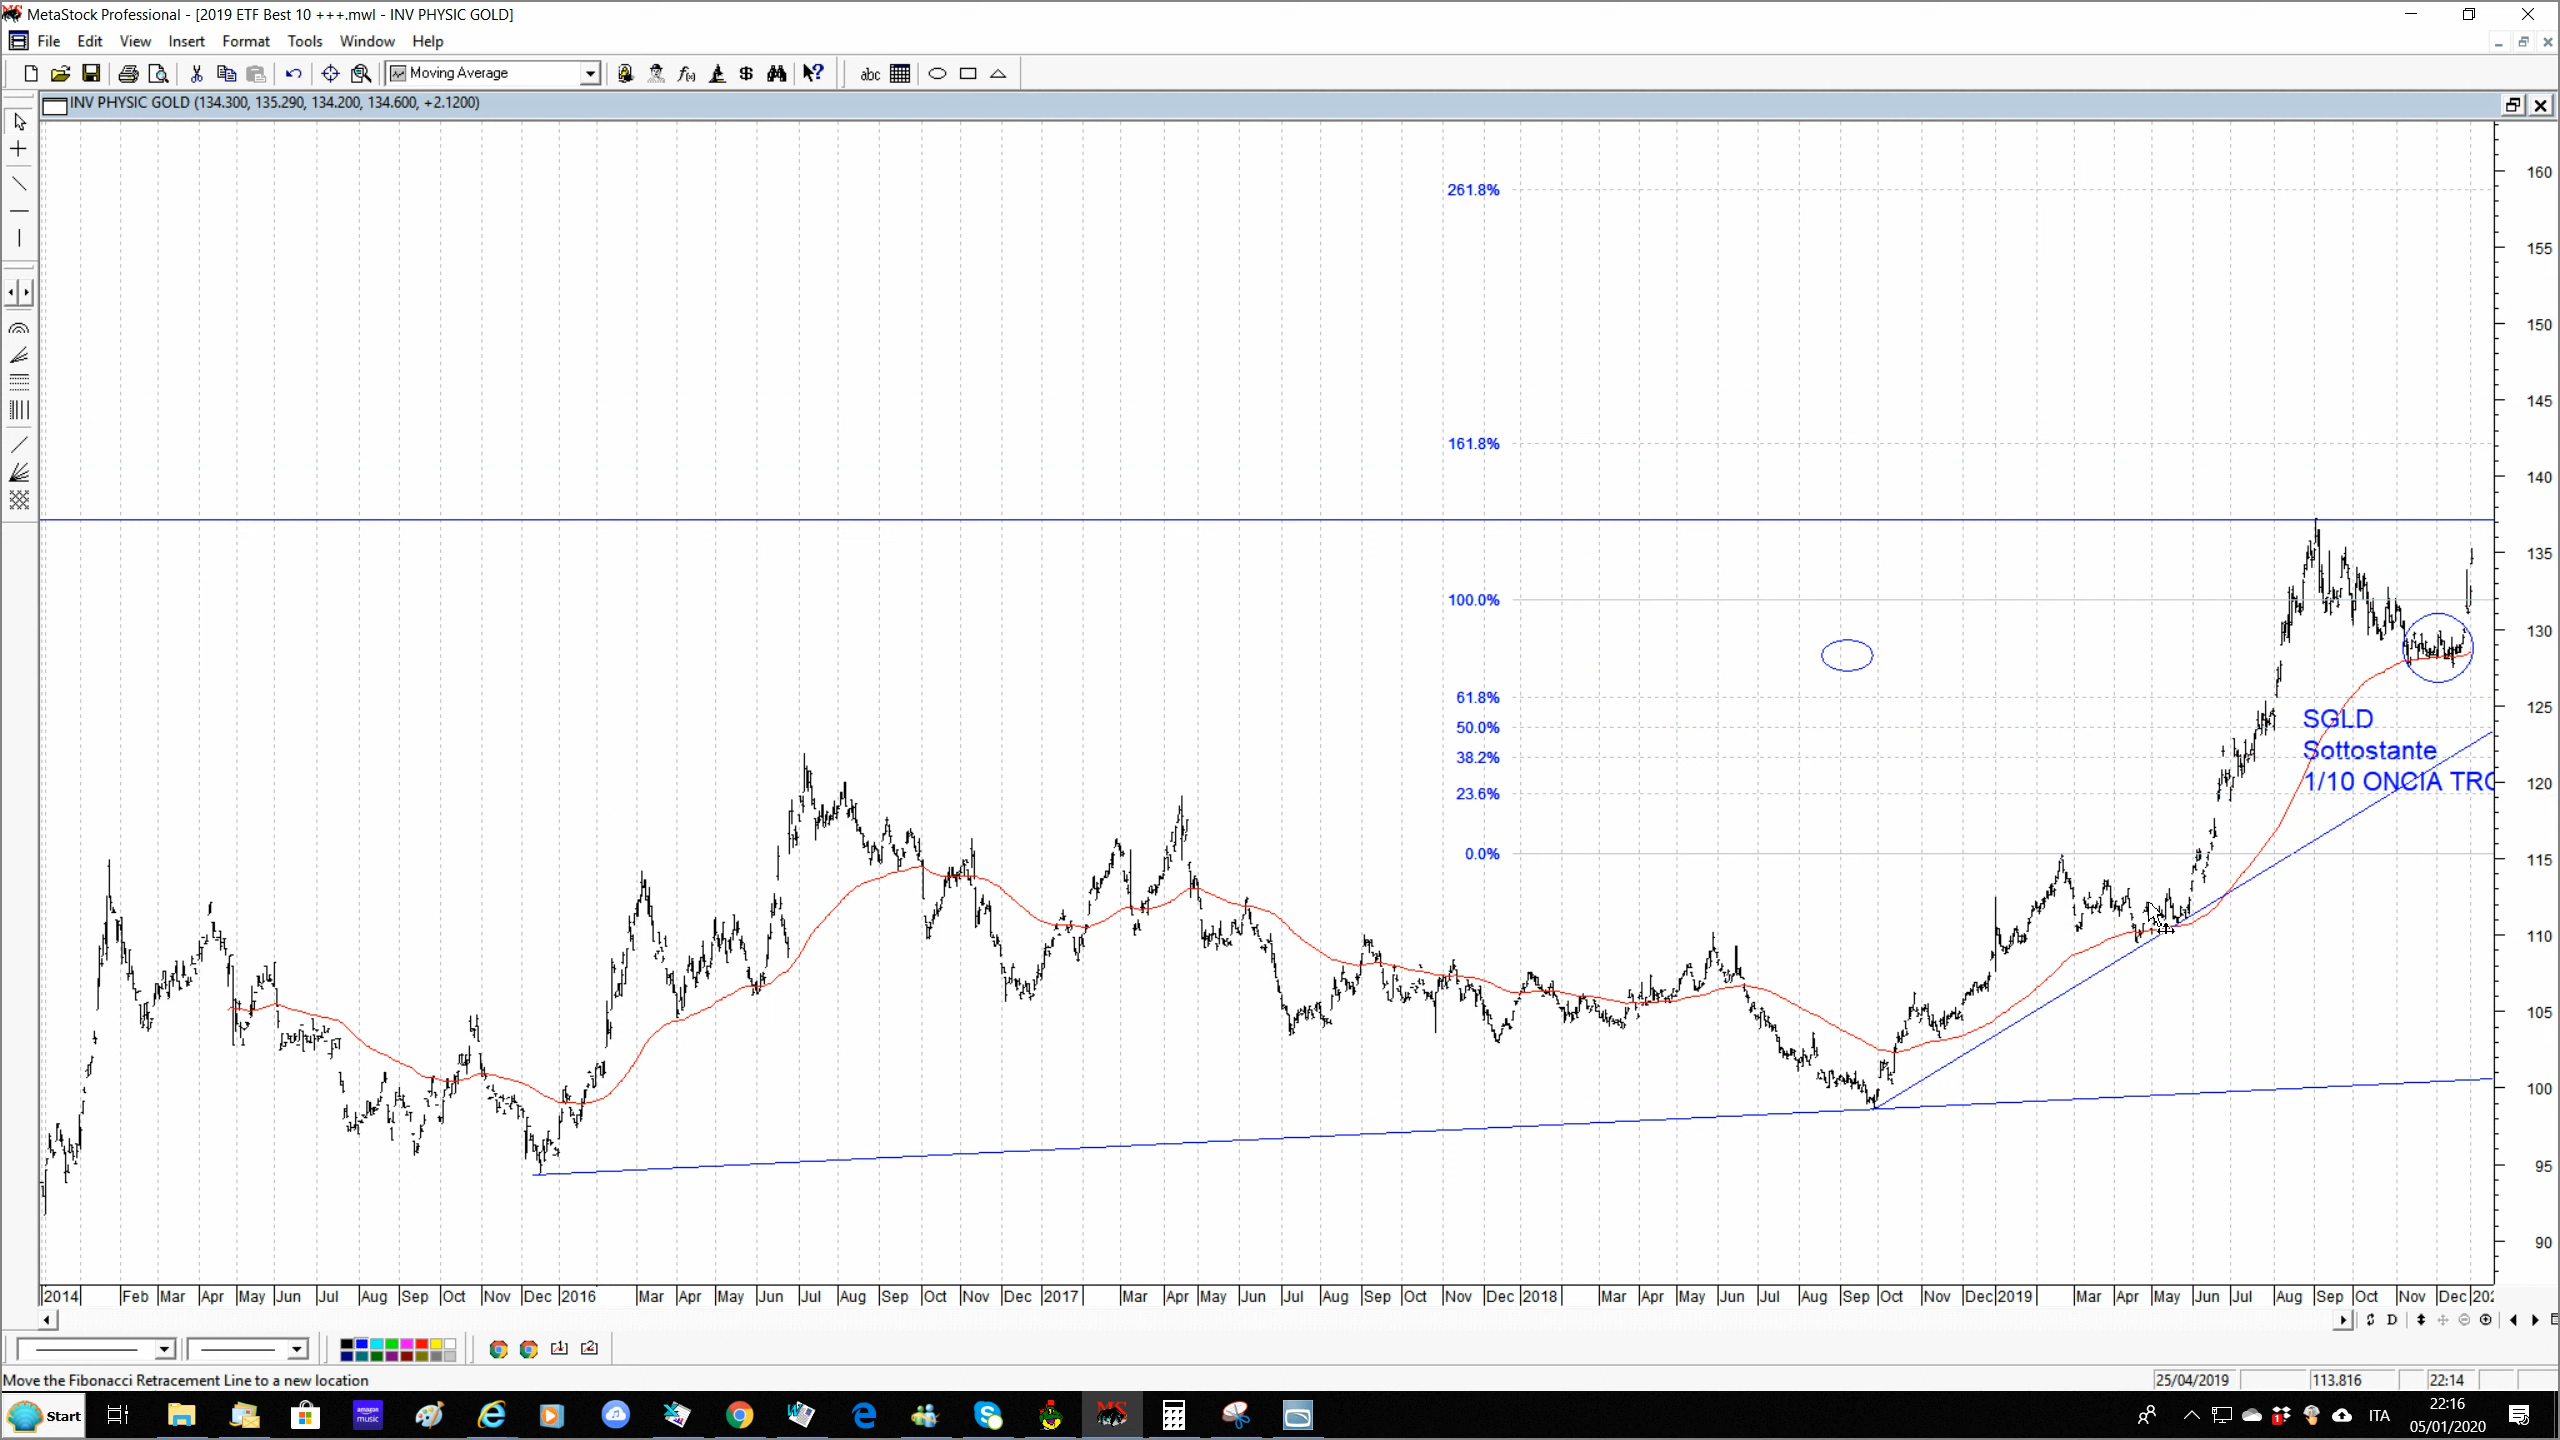 MetaStock Professional - [2019 ETF Best 10 +++.mwl - INV PHYSIC GOLD]
File Edit View Insert Format Tools Window Help
Moving Average
abc
INV PHYSIC GOLD (134.300, 135.290, 134.200, 134.600, +2.1200)
160
261.8%
155
150
145
161.8%
140
135
100.0%
130
61.8%
125
SGLD
50.0%
Sottostante
38.2%
1/10 ONCIA TRO
120
23.6%
0.0%
115
110
105
100
95
90
2014 Feb Mar Apr May Jun Jul Aug Sep Oct Nov Dec 2016 Mar Apr May Jun Jul Aug Sep Oct Nov Dec 2017 Mar Apr May Jun Jul Aug Sep Oct Nov Dec 2018 Mar Apr May Jun Jul Aug Sep Oct Nov Dec 2019 Mar Apr May Jun Jul Aug Sep Oct Nov Dec 202
D
Move the Fibonacci Retracement Line to a new location
25/04/2019 113.816 22:14
Start
amazon music
MS
ITA
22:16
05/01/2020